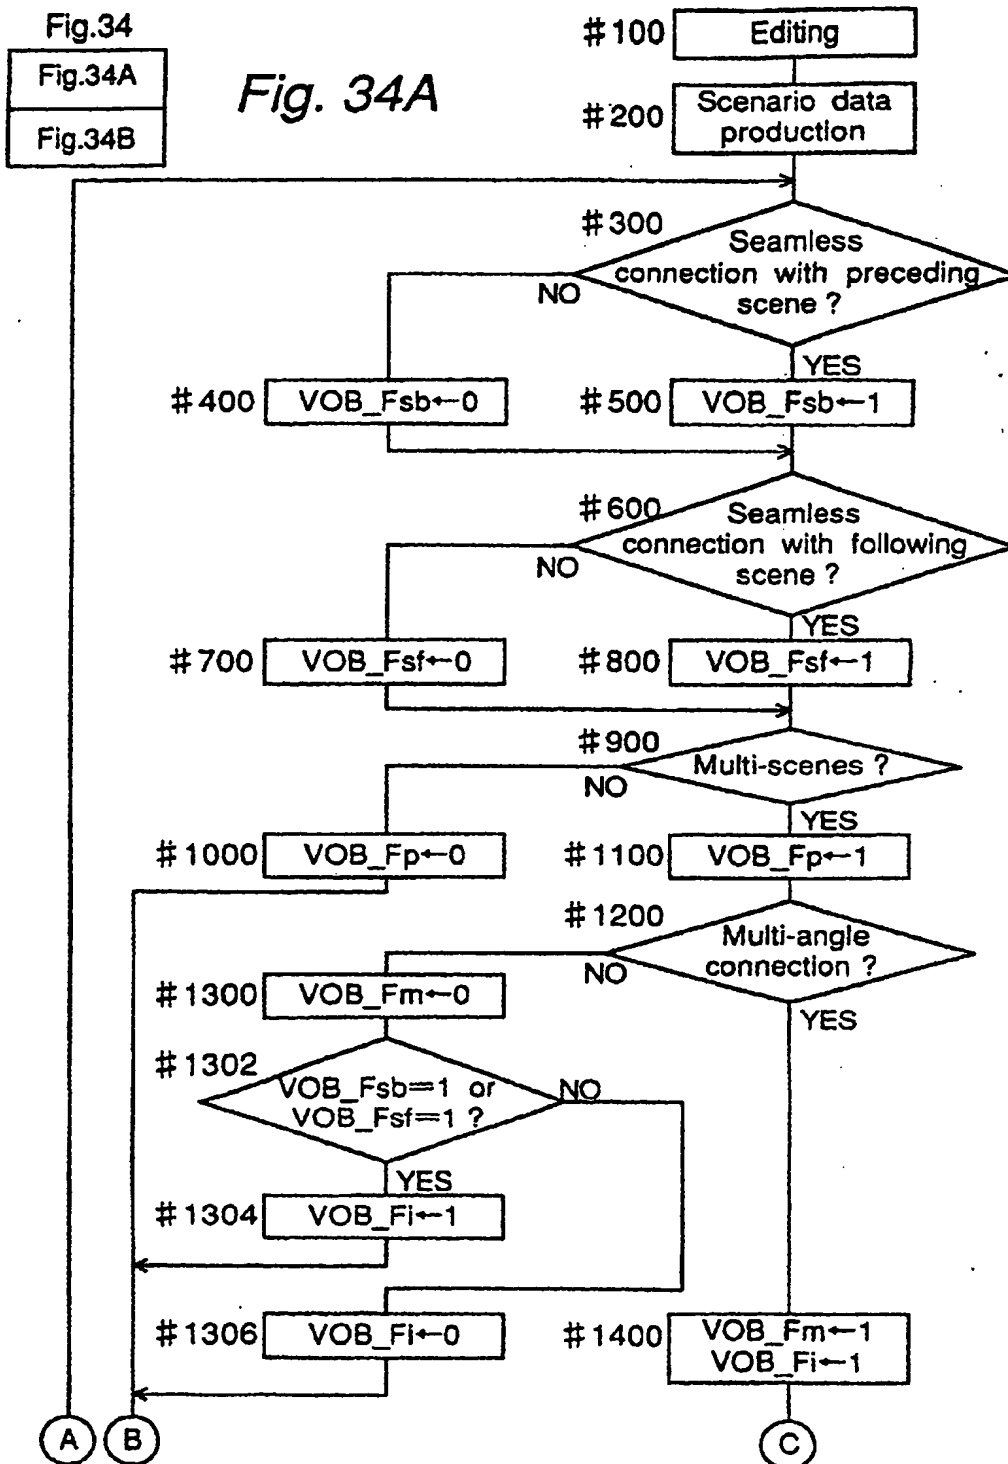 Fig.34
Fig.34A
Fig.34B
Fig. 34A
#100
Editing
#200
Scenario data
production
#300
Seamless
connection with preceding
scene ?
NO
YES
#400
VOB_Fsb←0
#500
VOB_Fsb←1
#600
Seamless
connection with following
scene ?
NO
YES
#700
VOB_Fsf←0
#800
VOB_Fsf←1
#900
Multi-scenes ?
NO
YES
#1000
VOB_Fp←0
#1100
VOB_Fp←1
#1200
Multi-angle
connection ?
NO
YES
#1300
VOB_Fm←0
#1302
VOB_Fsb=1 or
VOB_Fsf=1 ?
NO
YES
#1304
VOB_Fi←1
#1306
VOB_Fi←0
#1400
VOB_Fm←1
VOB_Fi←1
A
B
C